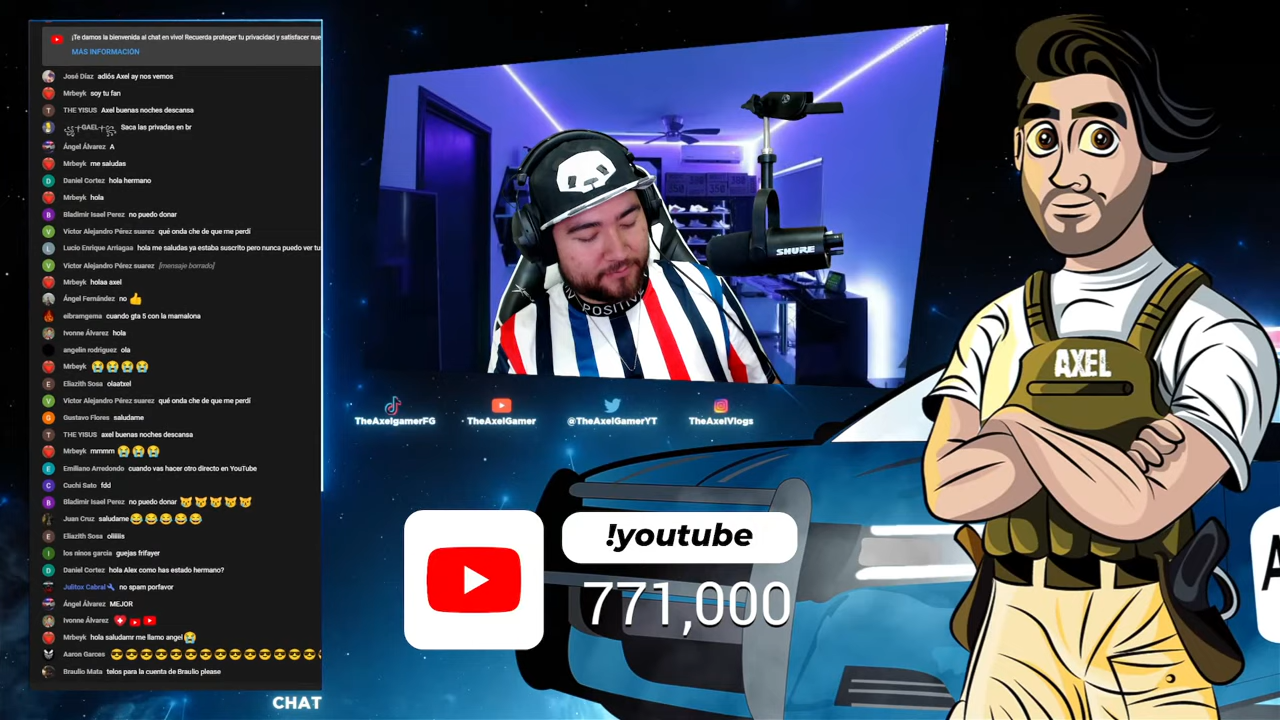 ¡Te damos la bienvenida al chat en vivo! Recuerda proteger tu privacidad y satisfacer nue
MÁS INFORMACIÓN
José Díaz adiós Axel ay nos vemos
Mrbeyk soy tu fan
THE YISUS Axel buenas noches descansa
GAEL Saca las privadas en br
Ángel Álvarez A
Mrbeyk me saludas
Daniel Cortez hola hermano
Mrbeyk hola
Bladimir Isael Perez no puedo donar
Víctor Alejandro Pérez suarez qué onda che de que me perdí
Lucio Enrique Arriagaa hola me saludas ya estaba suscrito pero nunca puedo ver tu
Víctor Alejandro Pérez suarez [mensaje borrado]
Mrbeyk holaa axel
Ángel Fernández no 👍
eibramgama cuando gta 5 con la mamalona
Ivonne Álvarez hola
angelin rodriguez ola
Mrbeyk 😭😭😭😭
Eliazith Sosa olaatxel
Víctor Alejandro Pérez suarez qué onda che de que me perdí
Gustavo Flores saludame
THE YISUS axel buenas noches descansa
Mrbeyk mmmm 😭😭😭
Emiliano Arredondo cuando vas hacer otro directo en YouTube
Cuchi Sato fdd
Bladimir Isael Perez no puedo donar 😿😿😿😿😿
Juan Cruz saludame😂😂😂😂😂
Eliazith Sosa oliiiiis
los ninos garcia guejas frifayer
Daniel Cortez hola Alex como has estado hermano?
Julitox Cabral no spam porfavor
Ángel Álvarez MEJOR
Ivonne Álvarez
Mrbeyk hola saludamr me llamo angel😭
Aaron Garces 😎😎😎😎😎😎😎😎😎😎😎😎😎😎
Braulio Mata telos para la cuenta de Braulio please
CHAT
SHURE
POSITIVE
TheAxelgamerFG
TheAxelGamer
@TheAxelGamerYT
TheAxelVlogs
AXEL
!youtube
771,000